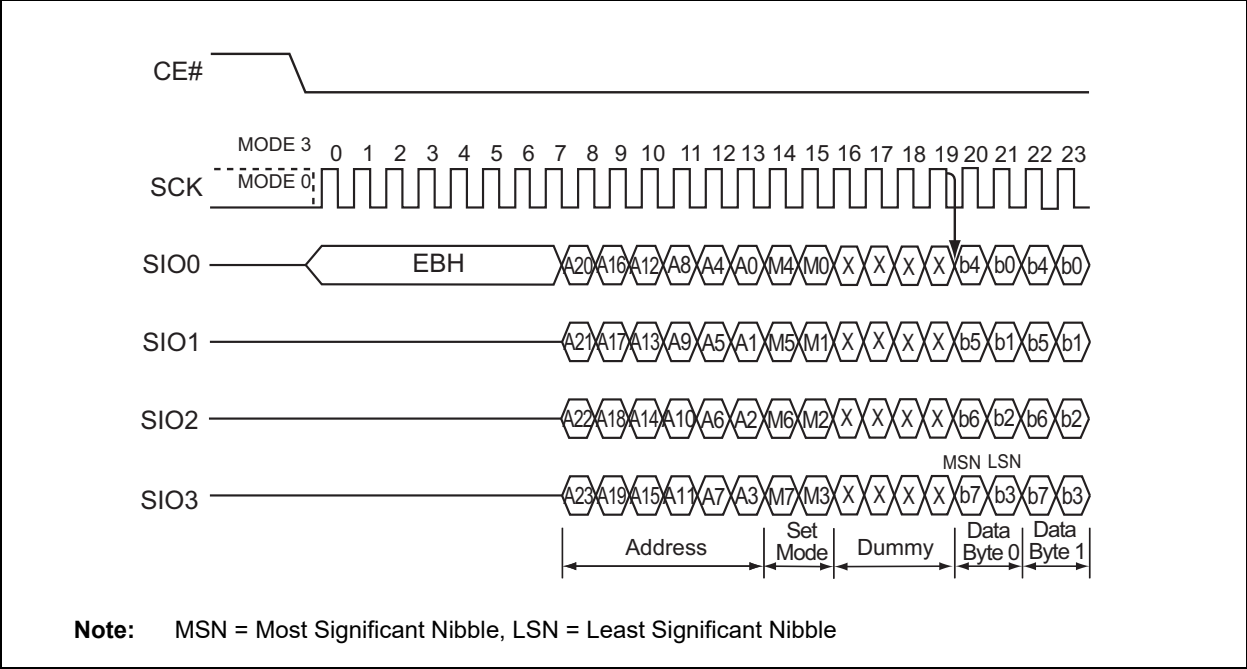 CE#
MODE 3
0 1 2 3 4 5 6 7 8 9 10 11 12 13 14 15 16 17 18 19 20 21 22 23
SCK
MODE 0
SIO0
EBH
A20 A16 A12 A8 A4 A0 M4 M0 X X X X b4 b0 b4 b0
SIO1
A21 A17 A13 A9 A5 A1 M5 M1 X X X X b5 b1 b5 b1
SIO2
A22 A18 A14 A10 A6 A2 M6 M2 X X X X b6 b2 b6 b2
MSN LSN
SIO3
A23 A19 A15 A11 A7 A3 M7 M3 X X X X b7 b3 b7 b3
Address
Set
Mode
Dummy
Data
Byte 0
Data
Byte 1
Note: MSN = Most Significant Nibble, LSN = Least Significant Nibble